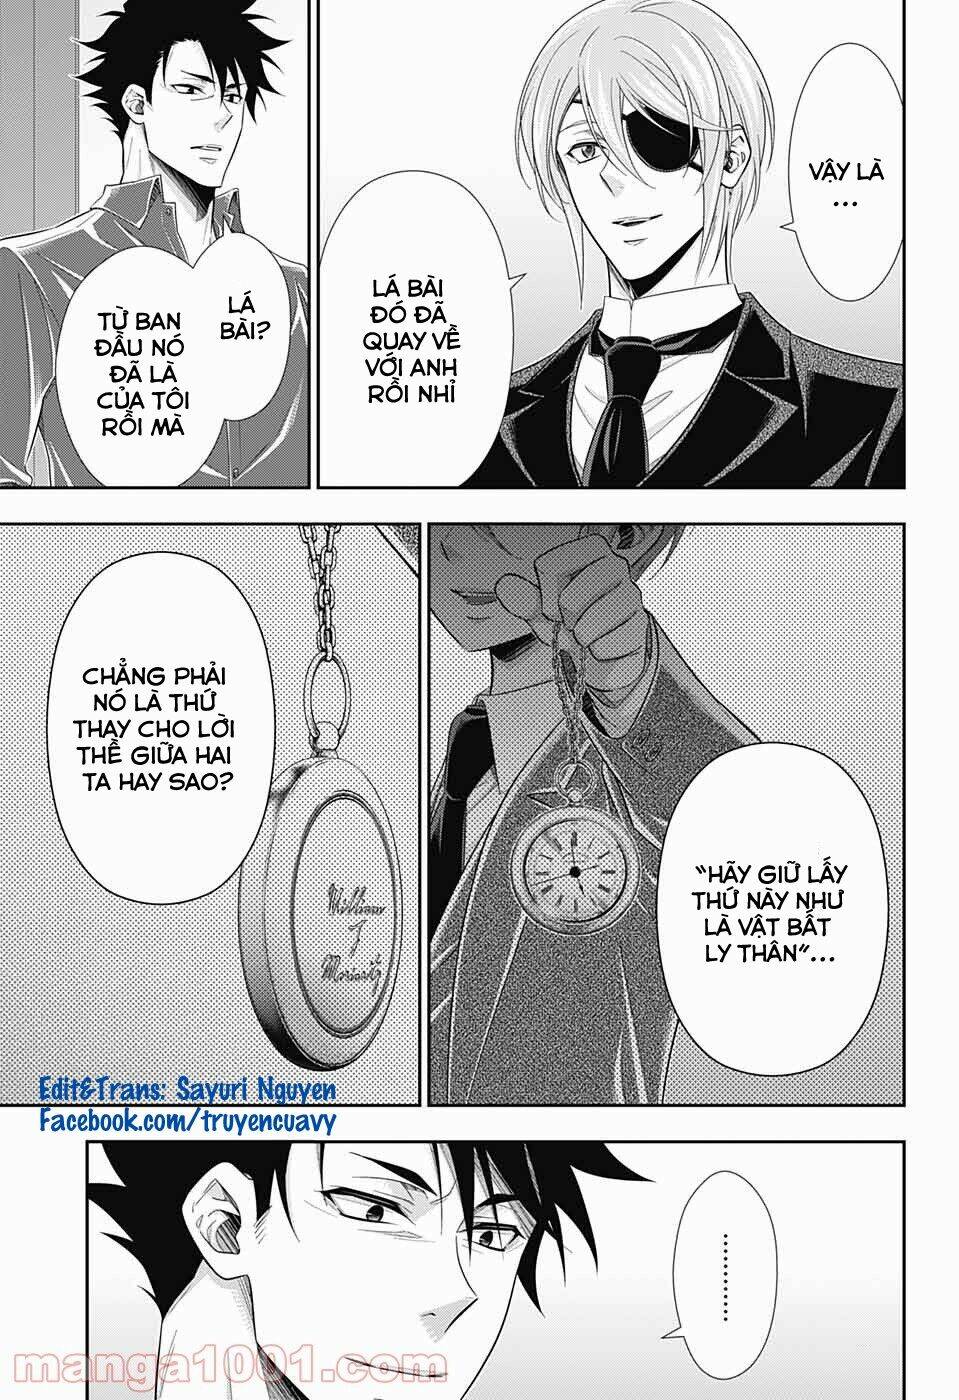 VẬY LÀ
...
LÁ BÀI
ĐÓ ĐÃ
QUAY VỀ
VỚI ANH
RỒI NHỈ
LÁ
BÀI?
TỪ BAN
ĐẦU NÓ
ĐÃ LÀ
CỦA TÔI
RỒI MÀ
"HÃY GIỮ LẤY
THỨ NÀY NHƯ
LÀ VẬT BẤT
LY THÂN"...
CHẲNG PHẢI
NÓ LÀ THỨ
THAY CHO LỜI
THỀ GIỮA HAI
TA HAY SAO?
William
J
Moriarty
Edit&Trans: Sayuri Nguyen
Facebook.com/truyencuavy
.........
manga1001.com